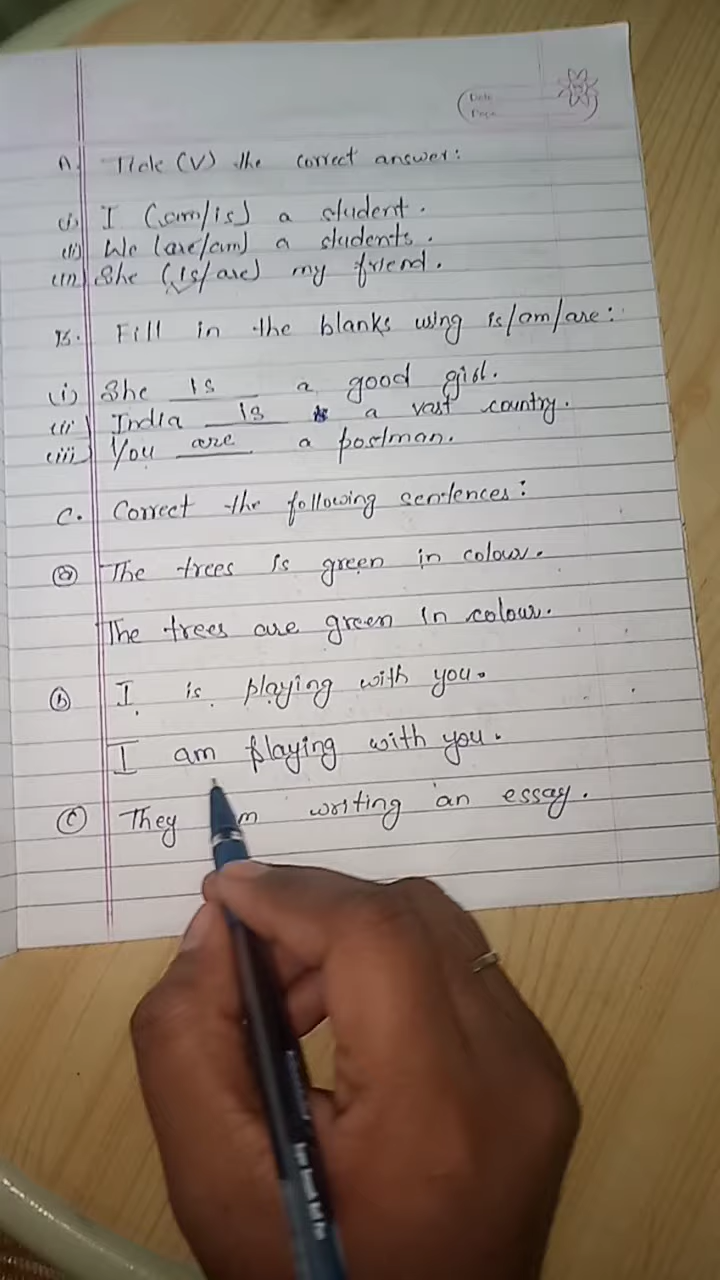 Date
Page
A. Tick (✓) the correct answer:
(i) I (am/is) a student.
(ii) We (are/am) a students.
(iii) She (is/are) my friend.
B. Fill in the blanks using is/am/are:
(i) She is a good girl.
(ii) India is a vast country.
(iii) You are a postman.
C. Correct the following sentences:
(a) The trees is green in colour.
The trees are green in colour.
(b) I is playing with you.
I am playing with you.
(c) They writing an essay.